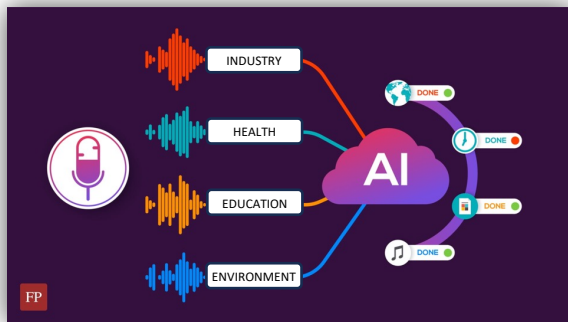 INDUSTRY
DONE
HEALTH
DONE
AI
EDUCATION
DONE
ENVIRONMENT
DONE
FP